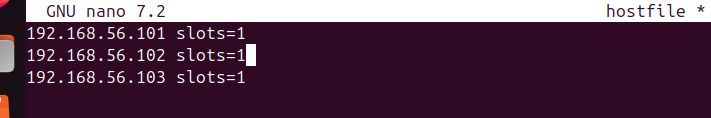 GNU nano 7.2 hostfile *
192.168.56.101 slots=1
192.168.56.102 slots=1
192.168.56.103 slots=1